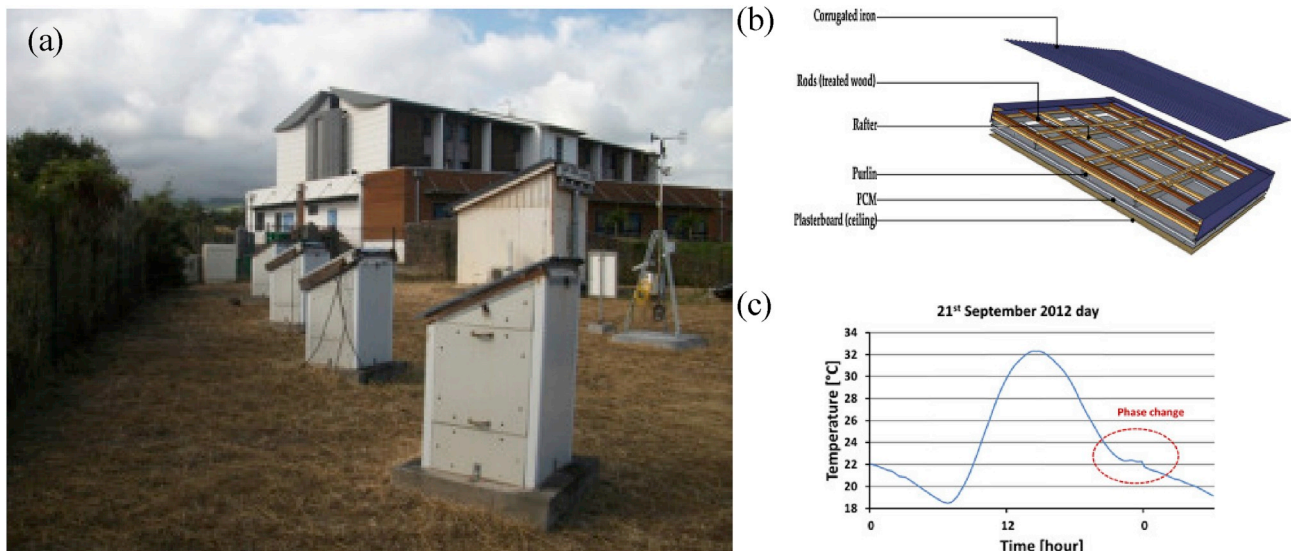 (a)
(b)
Corrugated iron
Rods (treated wood)
Rafter
Purlin
PCM
Plasterboard (ceiling)
(c)
21st September 2012 day
Temperature [°C]
34
32
30
28
26
24
22
20
18
16
Phase change
0
12
0
Time [hour]